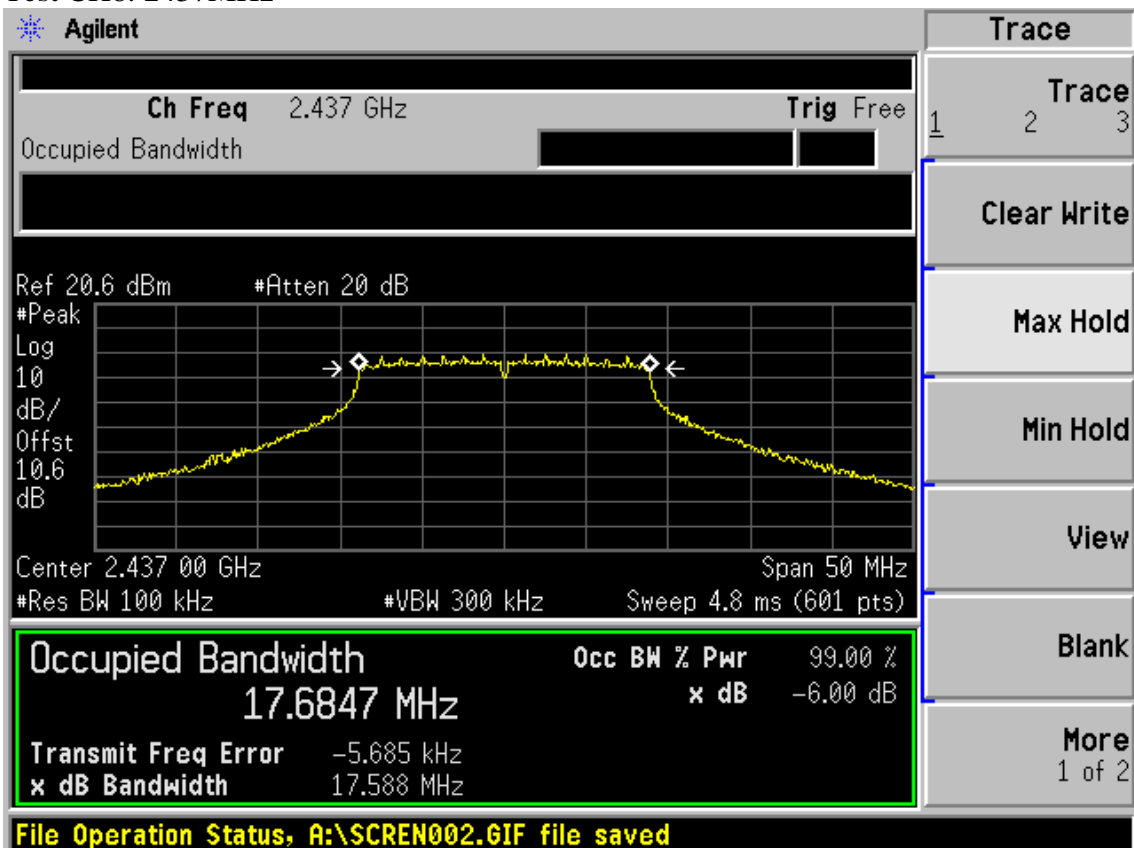 Agilent
Trace
Ch Freq 2.437 GHz Trig Free
Occupied Bandwidth
Trace
1 2 3
Clear Write
Max Hold
Min Hold
View
Blank
More
1 of 2
Ref 20.6 dBm #Atten 20 dB
#Peak
Log
10
dB/
Offst
10.6
dB
Center 2.437 00 GHz Span 50 MHz
#Res BW 100 kHz #VBW 300 kHz Sweep 4.8 ms (601 pts)
Occupied Bandwidth Occ BW % Pwr 99.00 %
17.6847 MHz x dB -6.00 dB
Transmit Freq Error -5.685 kHz
x dB Bandwidth 17.588 MHz
File Operation Status, A:\SCREN002.GIF file saved